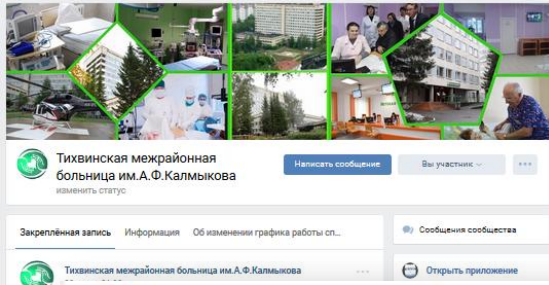 Тихвинская межрайонная
больница им.А.Ф.Калмыкова
изменить статус
Написать сообщение
Вы участник
Закреплённая запись Информация Об изменении графика работы сп...
Сообщения сообщества
Тихвинская межрайонная больница им.А.Ф.Калмыкова
Открыть приложение